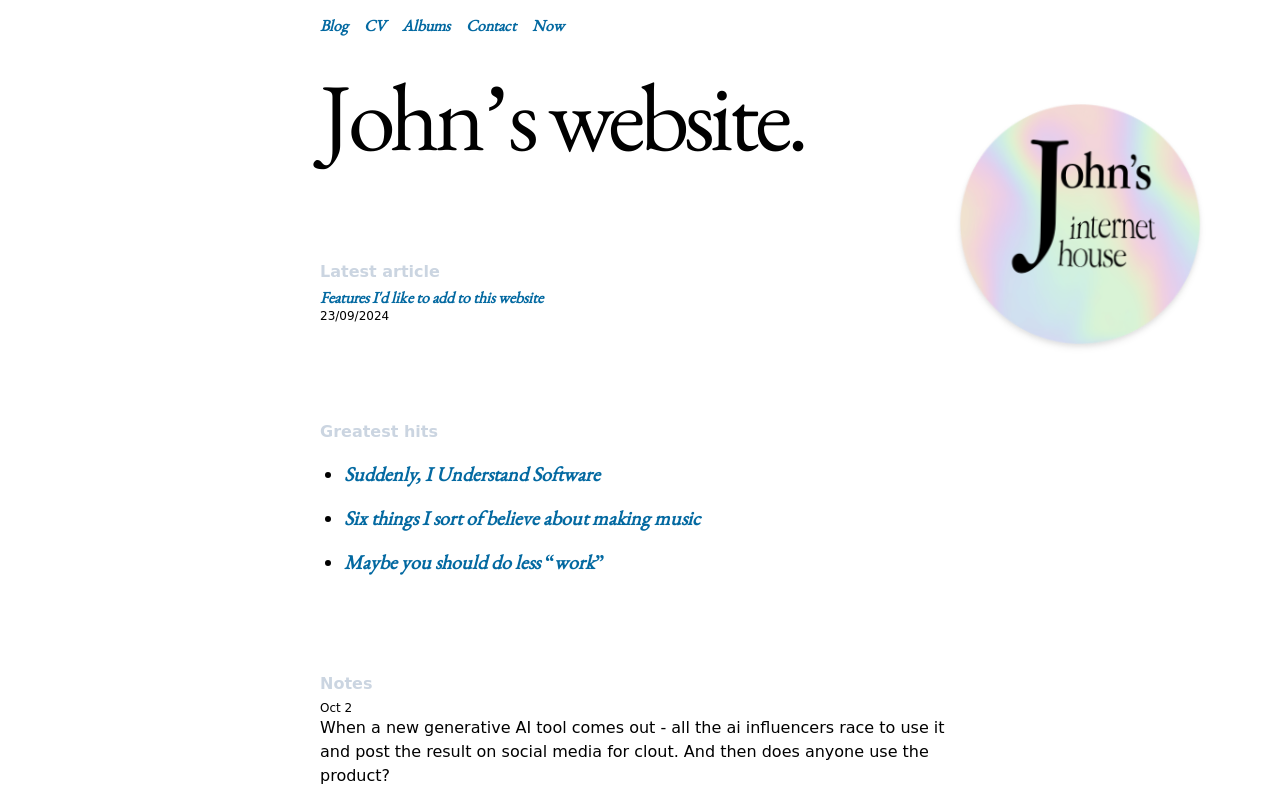 Blog CV Albums Contact Now
John’s website.
John's
internet
house
Latest article
Features I'd like to add to this website
23/09/2024
Greatest hits
Suddenly, I Understand Software
Six things I sort of believe about making music
Maybe you should do less “work”
Notes
Oct 2
When a new generative AI tool comes out - all the ai influencers race to use it
and post the result on social media for clout. And then does anyone use the
product?